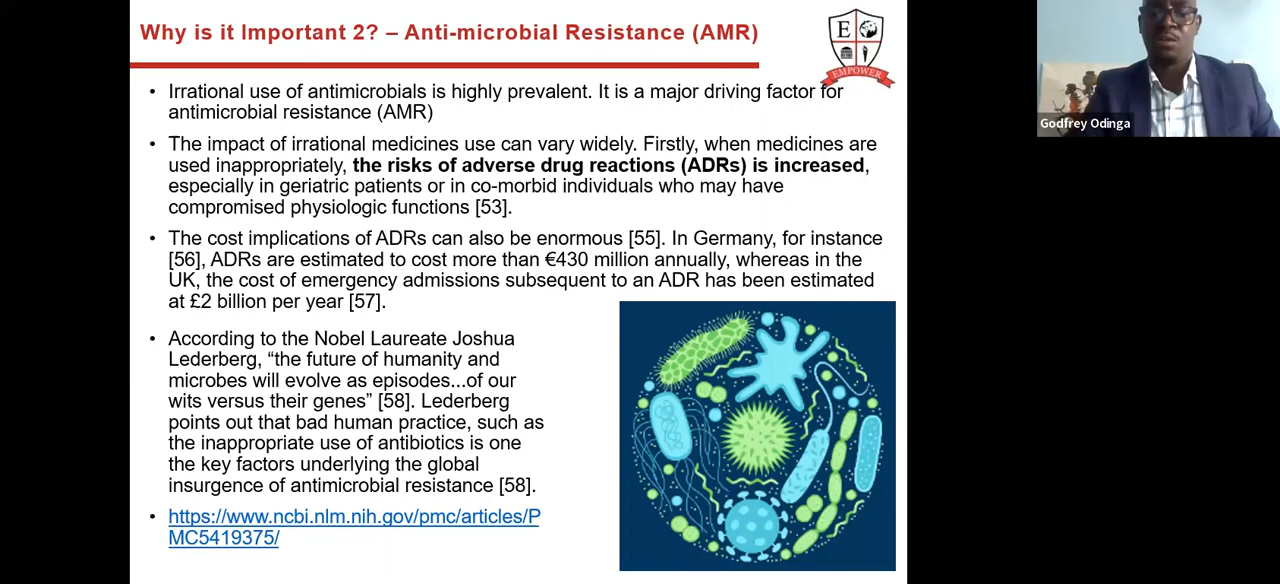 Why is it Important 2? – Anti-microbial Resistance (AMR)
E
EMPOWER
Godfrey Odinga
• Irrational use of antimicrobials is highly prevalent. It is a major driving factor for
antimicrobial resistance (AMR)
• The impact of irrational medicines use can vary widely. Firstly, when medicines are
used inappropriately, the risks of adverse drug reactions (ADRs) is increased,
especially in geriatric patients or in co-morbid individuals who may have
compromised physiologic functions [53].
• The cost implications of ADRs can also be enormous [55]. In Germany, for instance
[56], ADRs are estimated to cost more than €430 million annually, whereas in the
UK, the cost of emergency admissions subsequent to an ADR has been estimated
at £2 billion per year [57].
• According to the Nobel Laureate Joshua
Lederberg, “the future of humanity and
microbes will evolve as episodes...of our
wits versus their genes” [58]. Lederberg
points out that bad human practice, such as
the inappropriate use of antibiotics is one
the key factors underlying the global
insurgence of antimicrobial resistance [58].
• https://www.ncbi.nlm.nih.gov/pmc/articles/P
MC5419375/